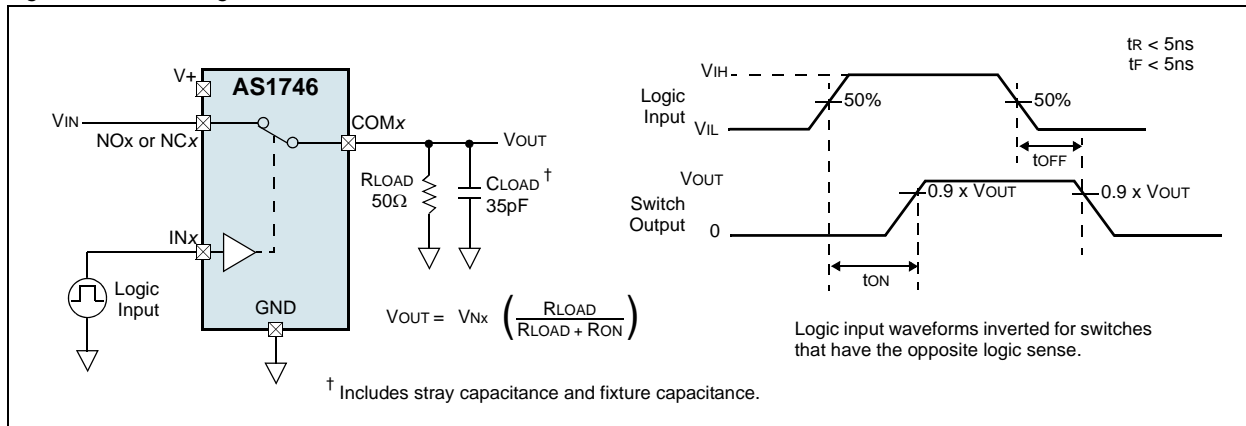 V+
AS1746
VIN
NOx or NCx
COMx
VOUT
RLOAD
50Ω
CLOAD †
35pF
INx
Logic
Input
GND
VOUT = VNx ( RLOAD / RLOAD + RON )
† Includes stray capacitance and fixture capacitance.
tR < 5ns
tF < 5ns
VIH
Logic
Input
VIL
50%
50%
tOFF
VOUT
Switch
Output
0
0.9 x VOUT
0.9 x VOUT
tON
Logic input waveforms inverted for switches
that have the opposite logic sense.